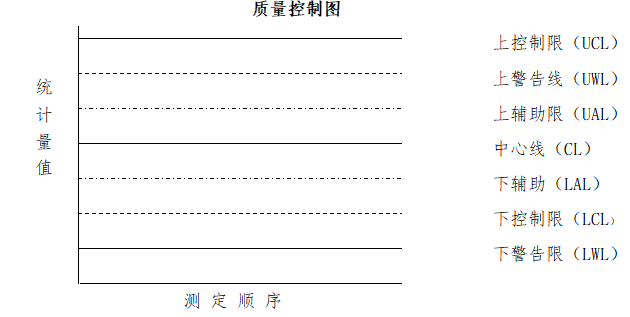 质量控制图
上控制限（UCL）
上警告线（UWL）
上辅助限（UAL）
中心线（CL）
下辅助（LAL）
下控制限（LCL）
下警告限（LWL）
统计量值
测定顺序